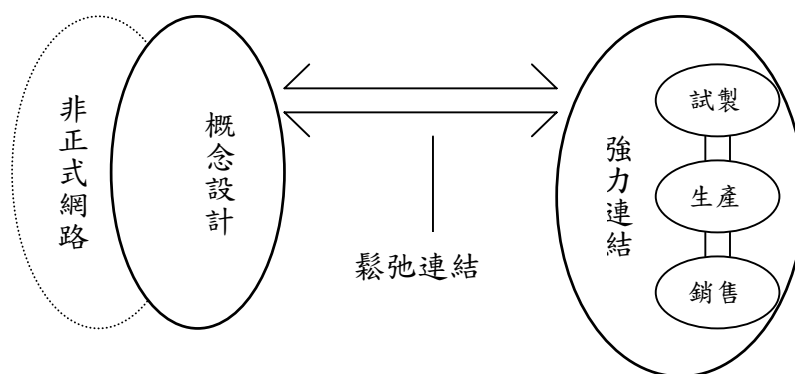 非正式網路
概念設計
鬆弛連結
強力連結
試製
生產
銷售